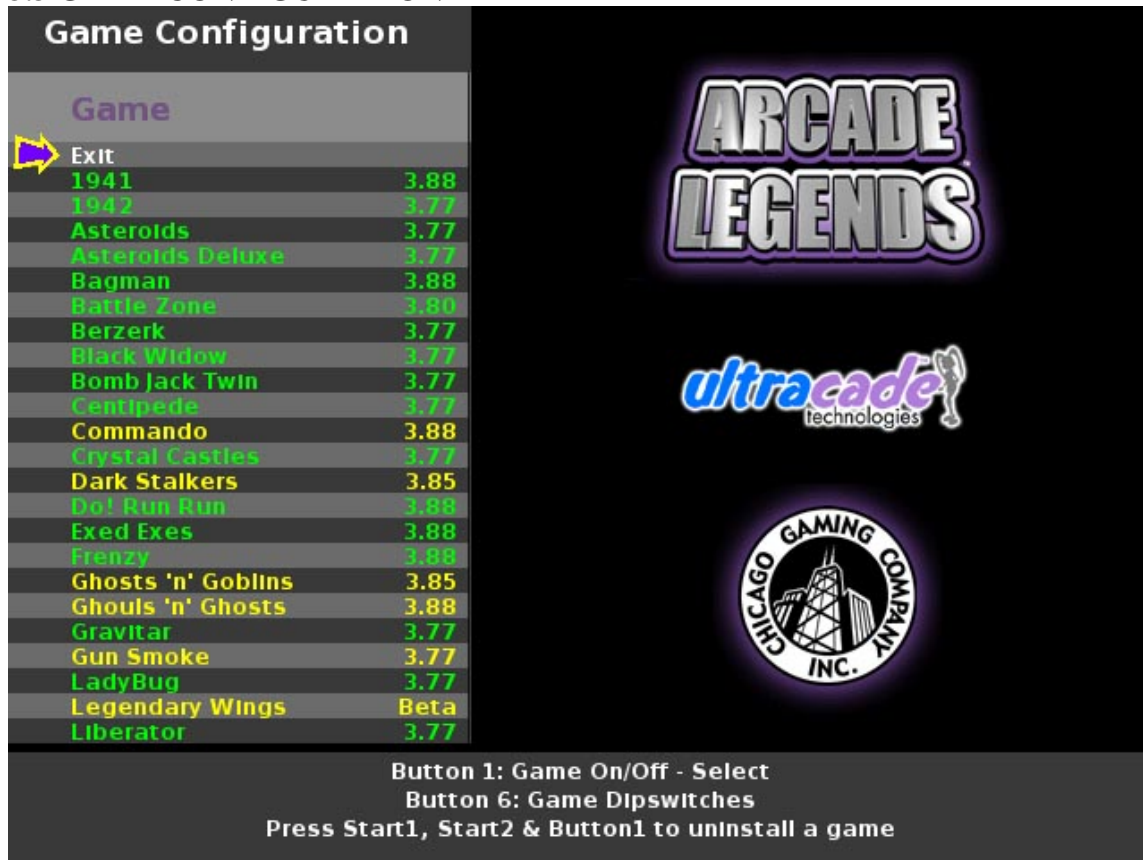 Game Configuration
Game
Exit
1941 3.88
1942 3.77
Asteroids 3.77
Asteroids Deluxe 3.77
Bagman 3.88
Battle Zone 3.80
Berzerk 3.77
Black Widow 3.77
Bomb Jack Twin 3.77
Centipede 3.77
Commando 3.88
Crystal Castles 3.77
Dark Stalkers 3.85
Do! Run Run 3.88
Exed Exes 3.88
Frenzy 3.88
Ghosts 'n' Goblins 3.85
Ghouls 'n' Ghosts 3.88
Gravitar 3.77
Gun Smoke 3.77
LadyBug 3.77
Legendary Wings Beta
Liberator 3.77
ARCADE
LEGENDS
ultracade
technologies
CHICAGO GAMING COMPANY
INC.
Button 1: Game On/Off - Select
Button 6: Game Dipswitches
Press Start1, Start2 & Button1 to uninstall a game